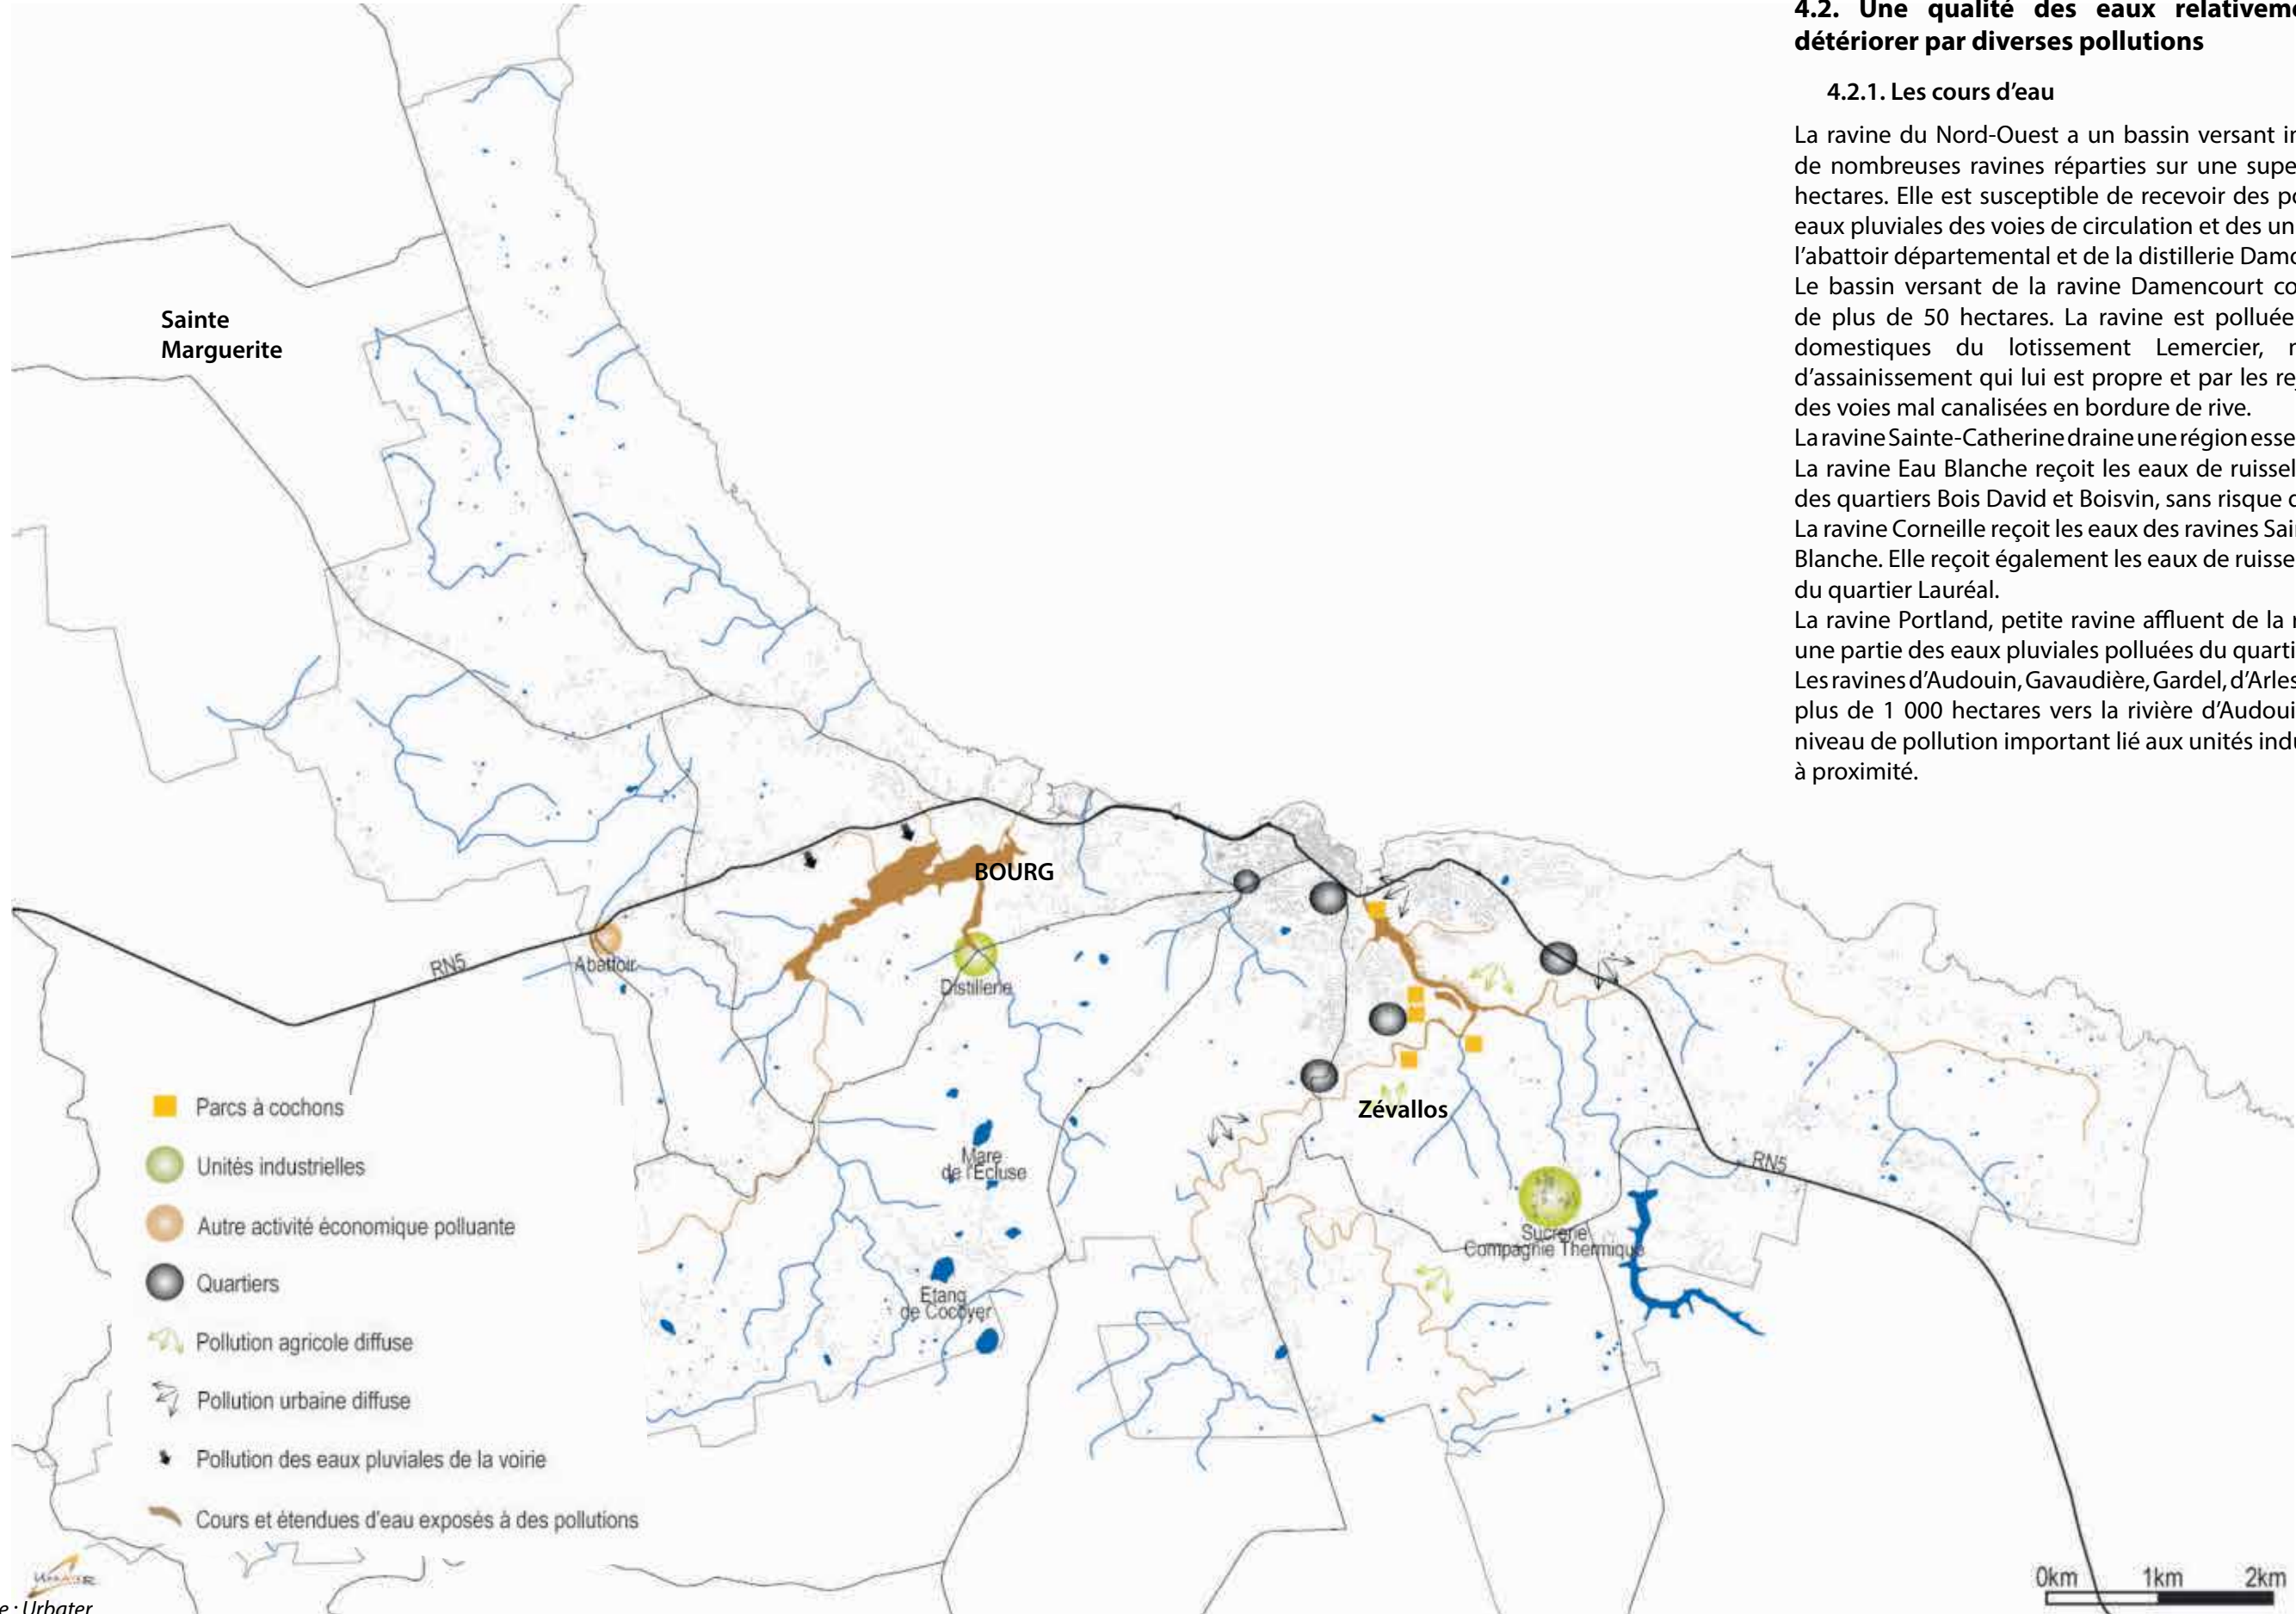 4.2. Une qualité des eaux relativeme
détériorer par diverses pollutions
4.2.1. Les cours d'eau
La ravine du Nord-Ouest a un bassin versant in
de nombreuses ravines réparties sur une supe
hectares. Elle est susceptible de recevoir des po
eaux pluviales des voies de circulation et des un
l'abattoir départemental et de la distillerie Damo
Le bassin versant de la ravine Damencourt co
de plus de 50 hectares. La ravine est polluée
domestiques du lotissement Lemercier, n
d'assainissement qui lui est propre et par les re
des voies mal canalisées en bordure de rive.
La ravine Sainte-Catherine draine une région esse
La ravine Eau Blanche reçoit les eaux de ruissel
des quartiers Bois David et Boisvin, sans risque d
La ravine Corneille reçoit les eaux des ravines Sai
Blanche. Elle reçoit également les eaux de ruisse
du quartier Lauréal.
La ravine Portland, petite ravine affluent de la r
une partie des eaux pluviales polluées du quarti
Les ravines d'Audouin, Gavaudière, Gardel, d'Arles
plus de 1 000 hectares vers la rivière d'Audoui
niveau de pollution important lié aux unités indu
à proximité.
Sainte
Marguerite
BOURG
RN5
Abattoir
Distillerie
Zévallos
Mare
de l'Écluse
RN5
Sucrerie
Compagnie Thermique
Etang
de Cocoyer
Parcs à cochons
Unités industrielles
Autre activité économique polluante
Quartiers
Pollution agricole diffuse
Pollution urbaine diffuse
Pollution des eaux pluviales de la voirie
Cours et étendues d'eau exposés à des pollutions
0km 1km 2km
URBATER
e : Urbater